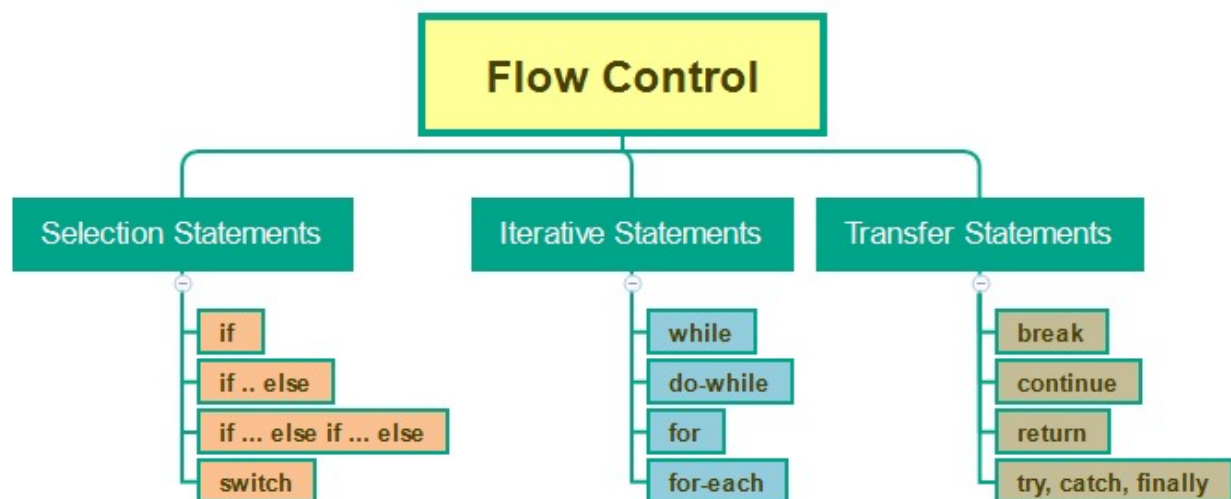 Flow Control
Selection Statements
if
if .. else
if ... else if ... else
switch
Iterative Statements
while
do-while
for
for-each
Transfer Statements
break
continue
return
try, catch, finally